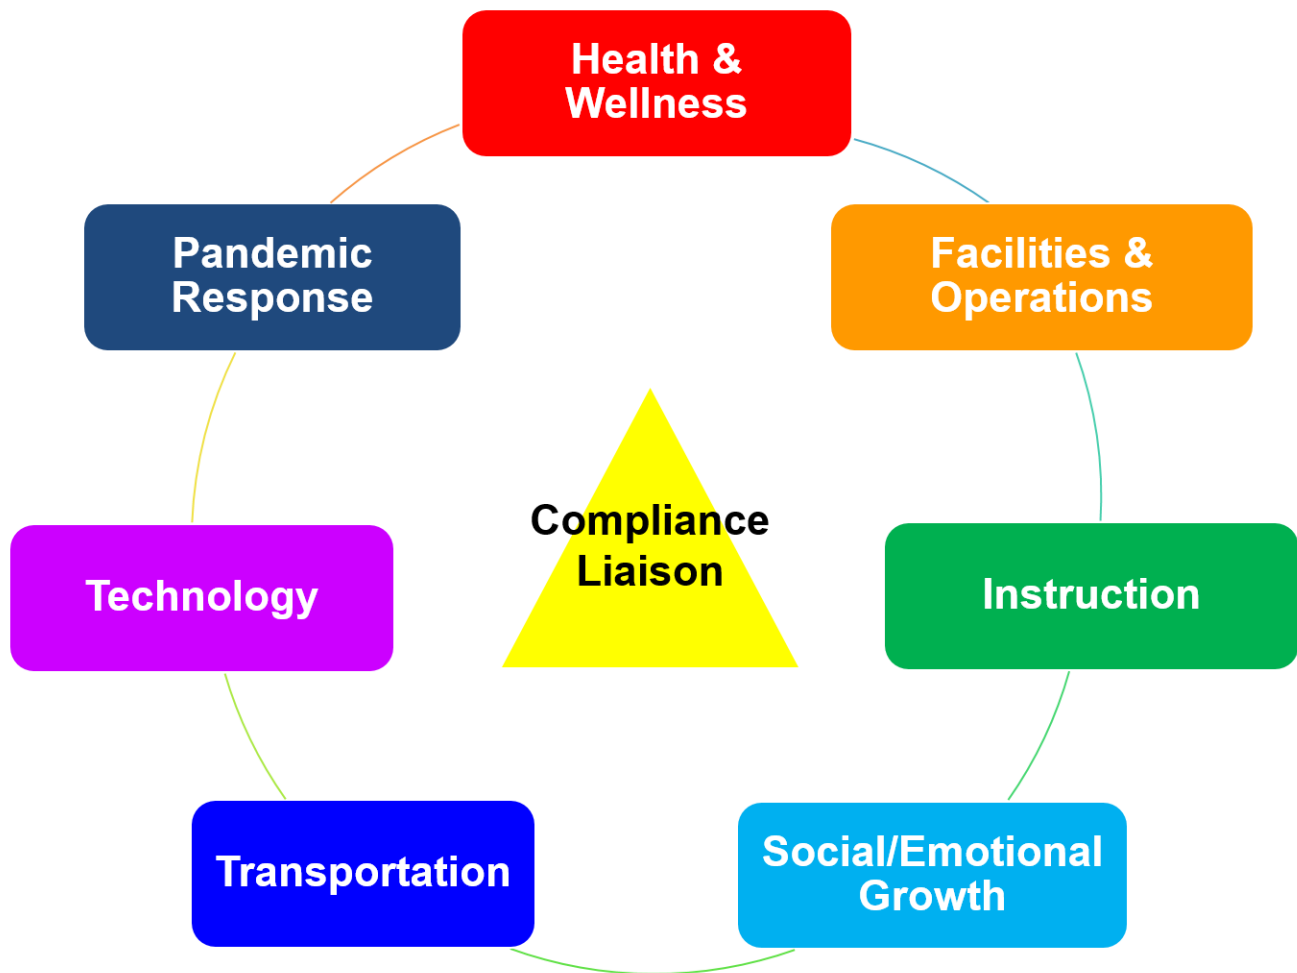 Health &
Wellness
Pandemic
Response
Facilities &
Operations
Compliance
Liaison
Technology
Instruction
Transportation
Social/Emotional
Growth